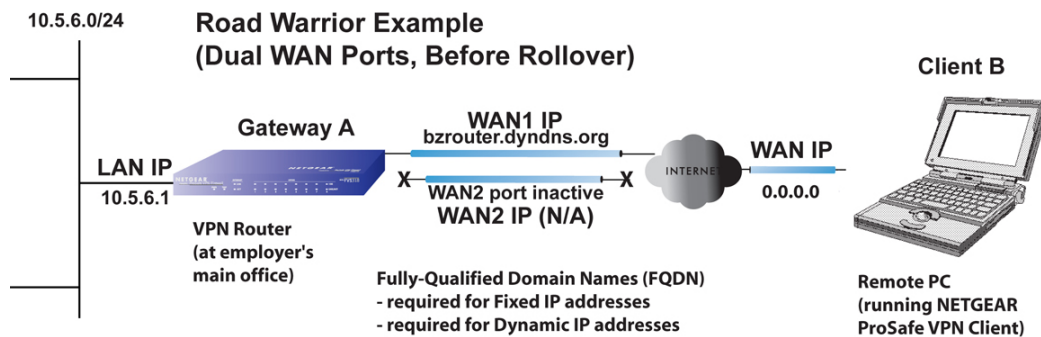 10.5.6.0/24
Road Warrior Example
(Dual WAN Ports, Before Rollover)
Client B
Gateway A
WAN1 IP
bzrouter.dyndns.org
LAN IP
NETGEAR
NETGEAR
INTERNET
WAN IP
X
X
WAN2 port inactive
10.5.6.1
0.0.0.0
WAN2 IP (N/A)
VPN Router
(at employer's
main office)
Fully-Qualified Domain Names (FQDN)
- required for Fixed IP addresses
- required for Dynamic IP addresses
Remote PC
(running NETGEAR
ProSafe VPN Client)